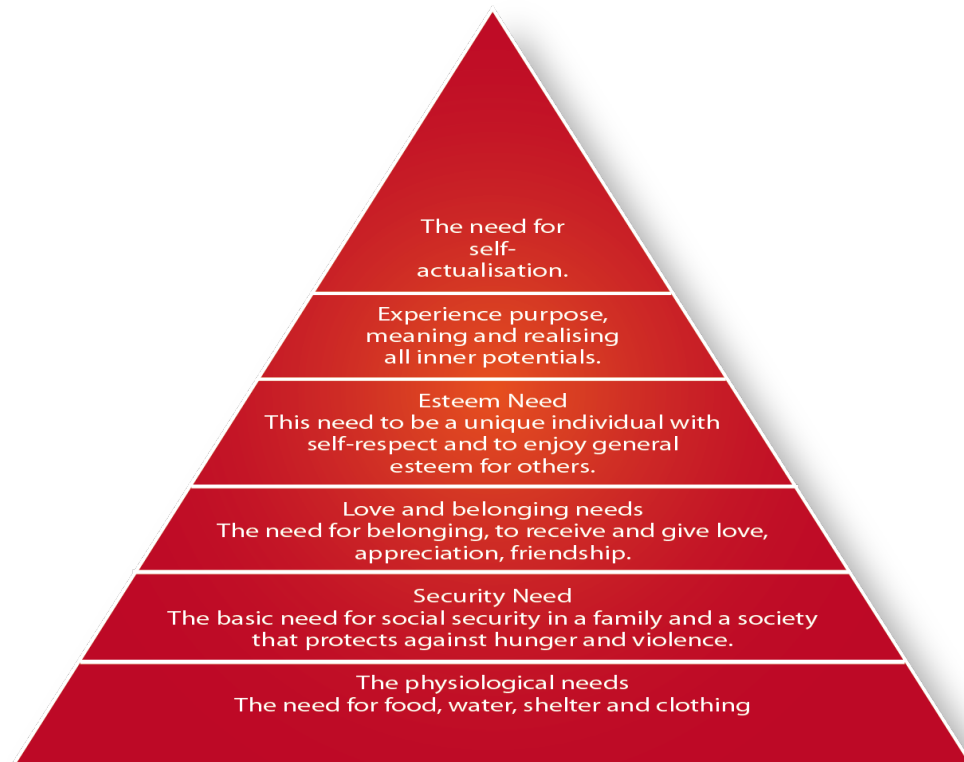 The need for
self-
actualisation.
Experience purpose,
meaning and realising
all inner potentials.
Esteem Need
This need to be a unique individual with
self-respect and to enjoy general
esteem for others.
Love and belonging needs
The need for belonging, to receive and give love,
appreciation, friendship.
Security Need
The basic need for social security in a family and a society
that protects against hunger and violence.
The physiological needs
The need for food, water, shelter and clothing